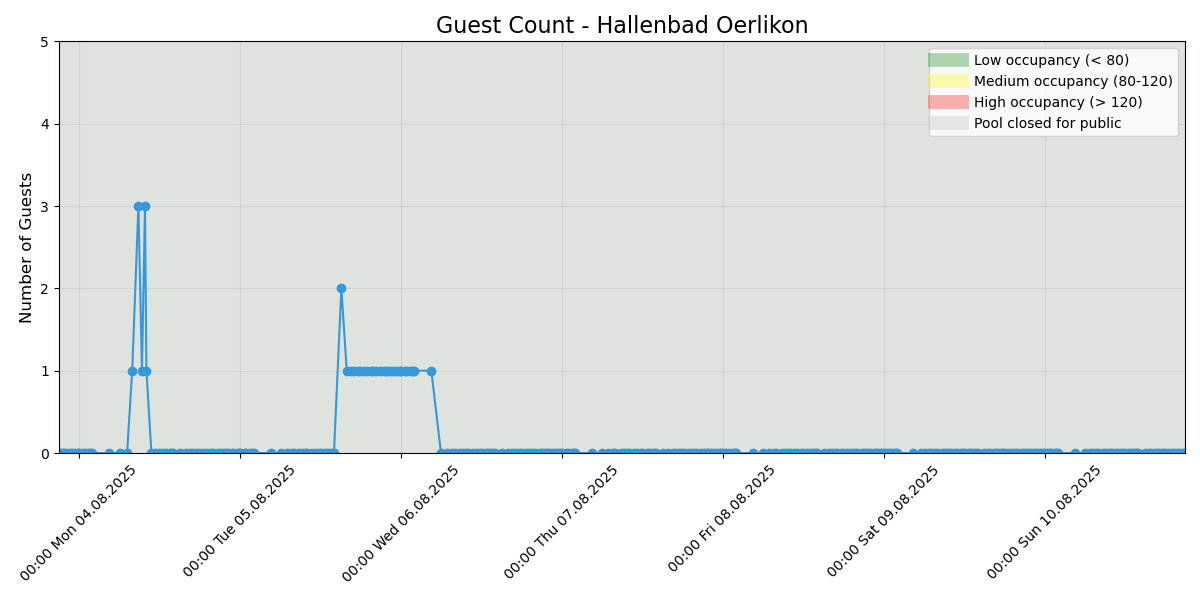 Guest Count - Hallenbad Oerlikon
Number of Guests
5
4
3
2
1
0
Low occupancy (< 80)
Medium occupancy (80-120)
High occupancy (> 120)
Pool closed for public
00:00 Mon 04.08.2025
00:00 Tue 05.08.2025
00:00 Wed 06.08.2025
00:00 Thu 07.08.2025
00:00 Fri 08.08.2025
00:00 Sat 09.08.2025
00:00 Sun 10.08.2025